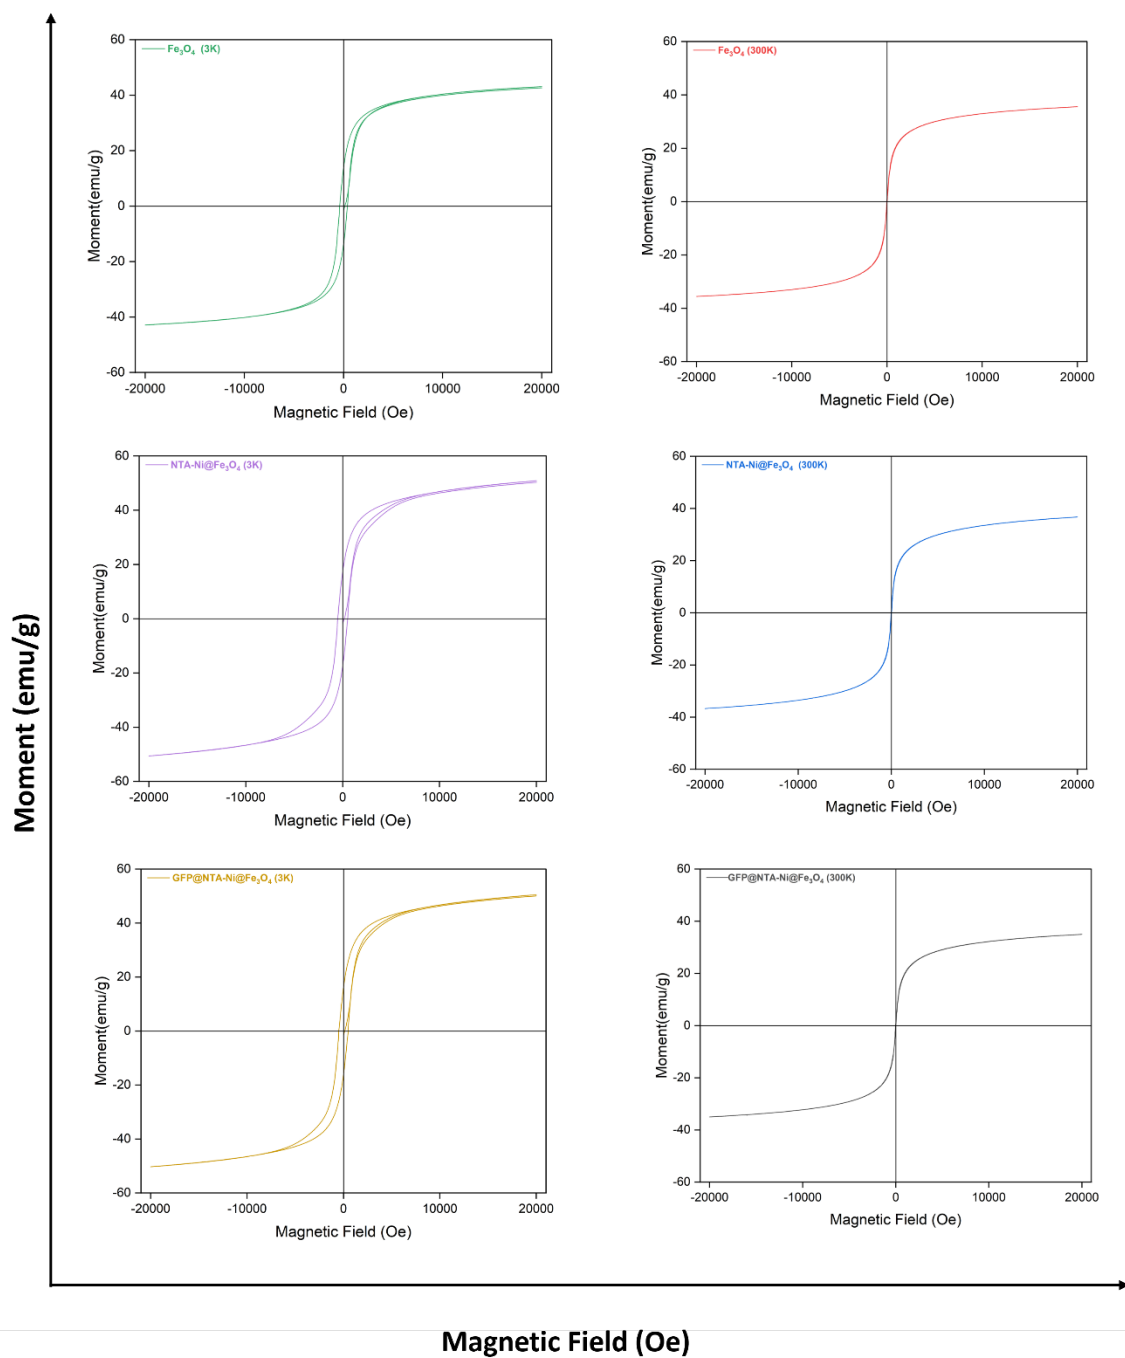 Fe₃O₄ (3K)
60
40
20
0
-20
-40
-60
Moment(emu/g)
-20000 -10000 0 10000 20000
Magnetic Field (Oe)
Fe₃O₄ (300K)
60
40
20
0
-20
-40
-60
Moment(emu/g)
-20000 -10000 0 10000 20000
Magnetic Field (Oe)
NTA-Ni@Fe₃O₄ (3K)
60
40
20
0
-20
-40
-60
Moment(emu/g)
-20000 -10000 0 10000 20000
Magnetic Field (Oe)
NTA-Ni@Fe₃O₄ (300K)
60
40
20
0
-20
-40
-60
Moment(emu/g)
-20000 -10000 0 10000 20000
Magnetic Field (Oe)
GFP@NTA-Ni@Fe₃O₄ (3K)
60
40
20
0
-20
-40
-60
Moment(emu/g)
-20000 -10000 0 10000 20000
Magnetic Field (Oe)
GFP@NTA-Ni@Fe₃O₄ (300K)
60
40
20
0
-20
-40
-60
Moment(emu/g)
-20000 -10000 0 10000 20000
Magnetic Field (Oe)
Moment (emu/g)
Magnetic Field (Oe)